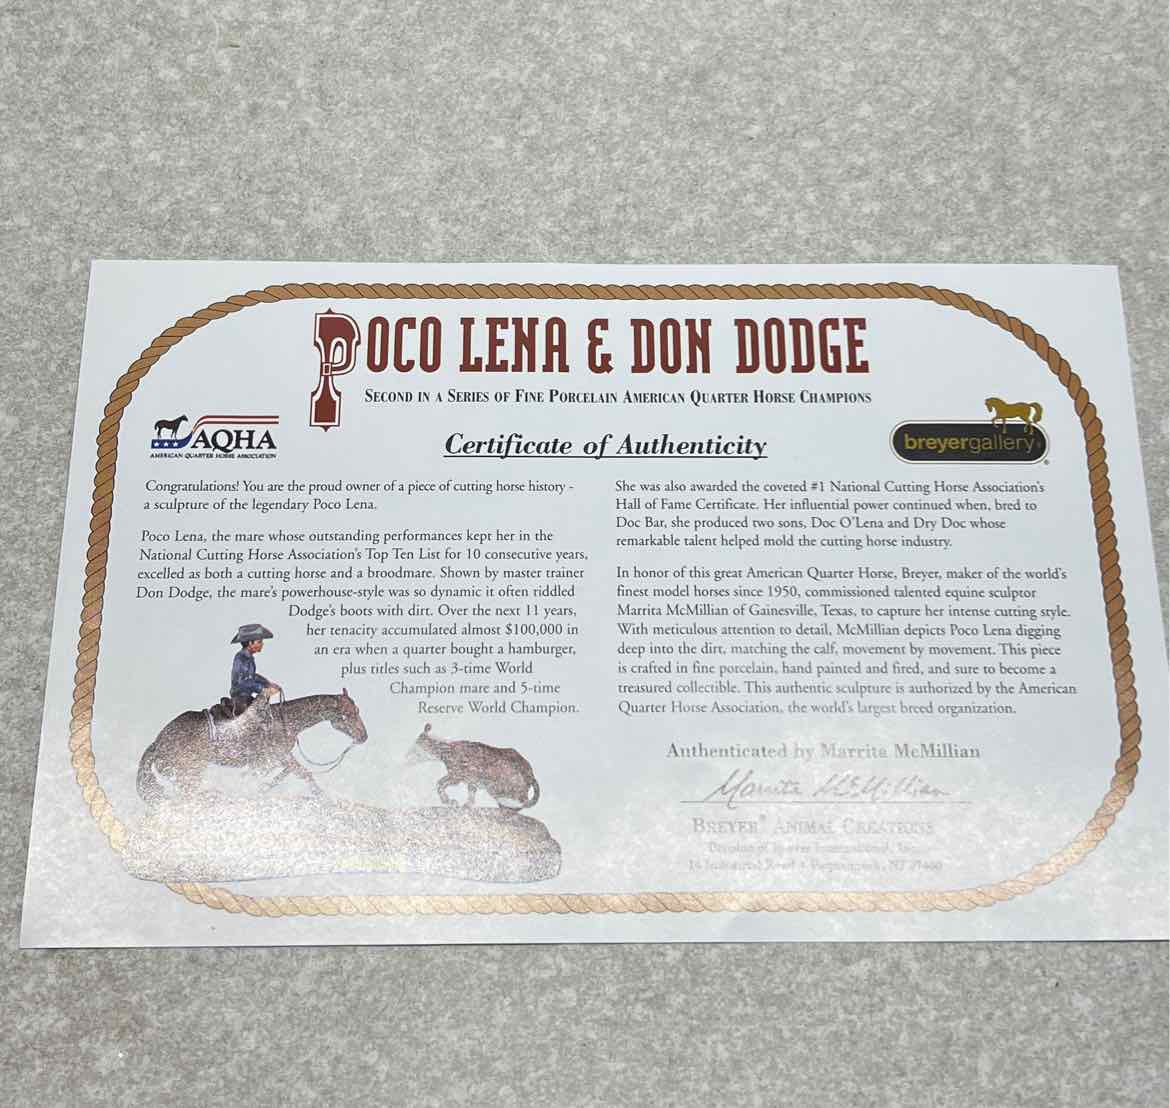 POCO LENA & DON DODGE
SECOND IN A SERIES OF FINE PORCELAIN AMERICAN QUARTER HORSE CHAMPIONS
AQHA
AMERICAN QUARTER HORSE ASSOCIATION
Certificate of Authenticity
breyergallery®
Congratulations! You are the proud owner of a piece of cutting horse history -
a sculpture of the legendary Poco Lena.
Poco Lena, the mare whose outstanding performances kept her in the
National Cutting Horse Association's Top Ten List for 10 consecutive years,
excelled as both a cutting horse and a broodmare. Shown by master trainer
Don Dodge, the mare's powerhouse-style was so dynamic it often riddled
Dodge's boots with dirt. Over the next 11 years,
her tenacity accumulated almost $100,000 in
an era when a quarter bought a hamburger,
plus titles such as 3-time World
Champion mare and 5-time
Reserve World Champion.
She was also awarded the coveted #1 National Cutting Horse Association's
Hall of Fame Certificate. Her influential power continued when, bred to
Doc Bar, she produced two sons, Doc O'Lena and Dry Doc whose
remarkable talent helped mold the cutting horse industry.
In honor of this great American Quarter Horse, Breyer, maker of the world's
finest model horses since 1950, commissioned talented equine sculptor
Marrita McMillian of Gainesville, Texas, to capture her intense cutting style.
With meticulous attention to detail, McMillian depicts Poco Lena digging
deep into the dirt, matching the calf, movement by movement. This piece
is crafted in fine porcelain, hand painted and fired, and sure to become a
treasured collectible. This authentic sculpture is authorized by the American
Quarter Horse Association, the world's largest breed organization.
Authenticated by Marrita McMillian
Marrita McMillian
BREYER® ANIMAL CREATIONS
Division of Reeves International, Inc.
14 Industrial Road • Pequannock, NJ 07440